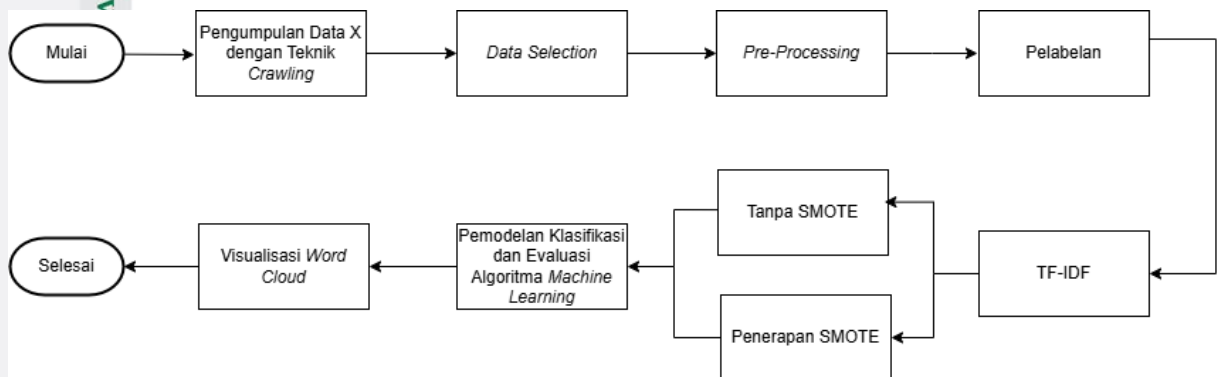 Mulai
Pengumpulan Data X
dengan Teknik
Crawling
Data Selection
Pre-Processing
Pelabelan
TF-IDF
Tanpa SMOTE
Penerapan SMOTE
Pemodelan Klasifikasi
dan Evaluasi
Algoritma Machine
Learning
Visualisasi Word
Cloud
Selesai